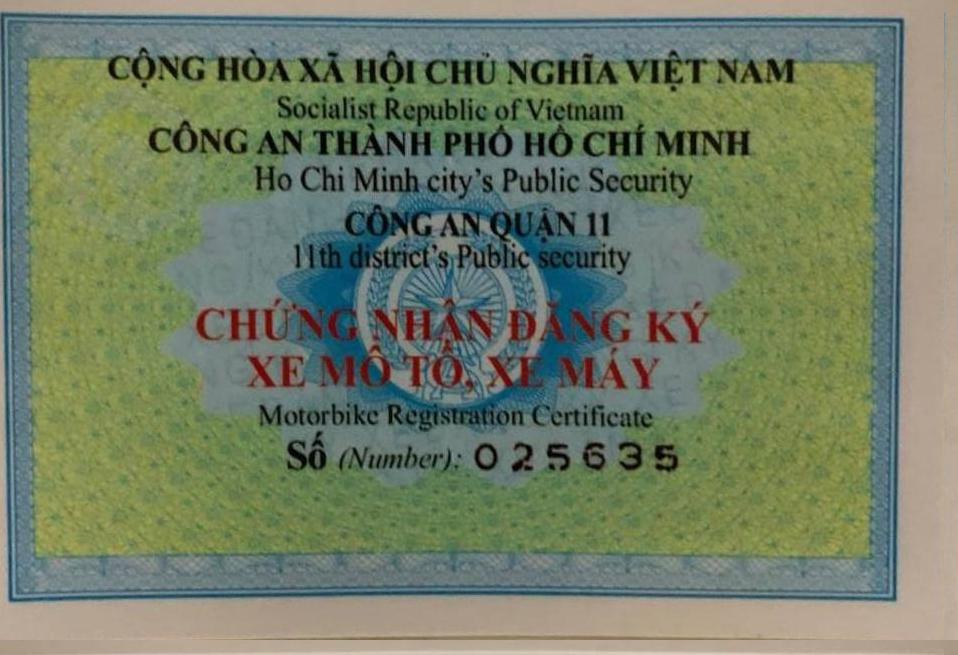 CỘNG HÒA XÃ HỘI CHỦ NGHĨA VIỆT NAM
Socialist Republic of Vietnam
CÔNG AN THÀNH PHỐ HỒ CHÍ MINH
Ho Chi Minh city's Public Security
CÔNG AN QUẬN 11
11th district's Public security
CHỨNG NHẬN ĐĂNG KÝ
XE MÔ TÔ, XE MÁY
Motorbike Registration Certificate
Số (Number): 025635